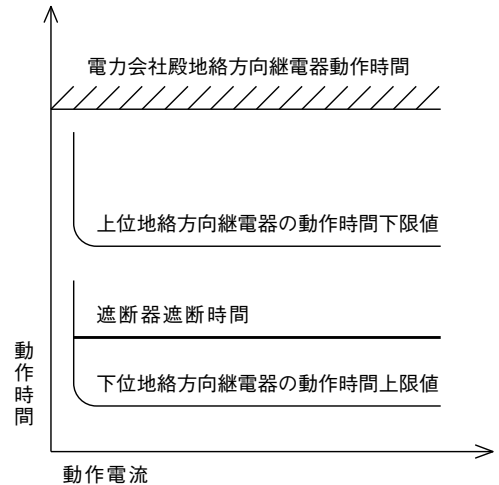 電力会社殿地絡方向継電器動作時間
上位地絡方向継電器の動作時間下限値
遮断器遮断時間
下位地絡方向継電器の動作時間上限値
動作時間
動作電流